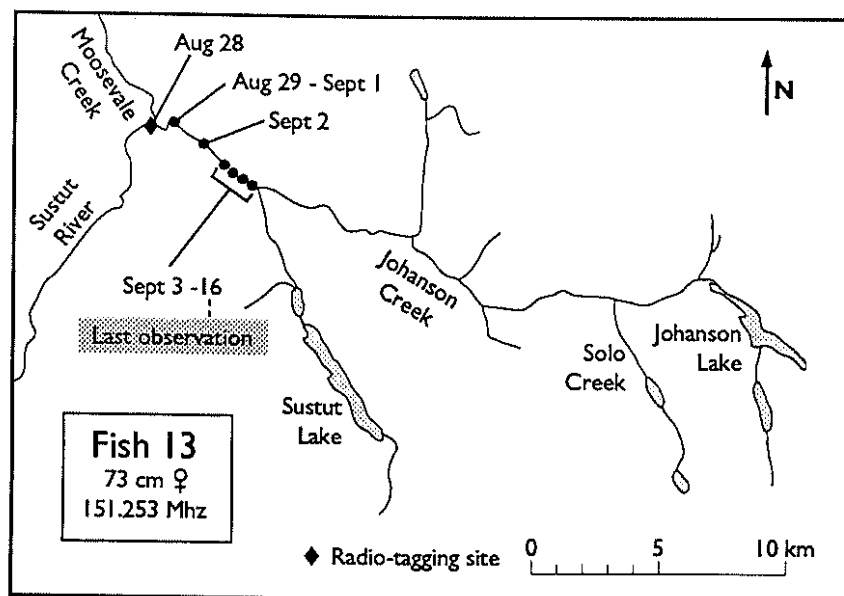 Moosevale
Creek
Aug 28
Aug 29 - Sept 1
Sept 2
N
Sustut
River
Sept 3 -16
Last observation
Johanson
Creek
Solo
Creek
Johanson
Lake
Sustut
Lake
Fish 13
73 cm ♀
151.253 Mhz
♦ Radio-tagging site
0 5 10 km